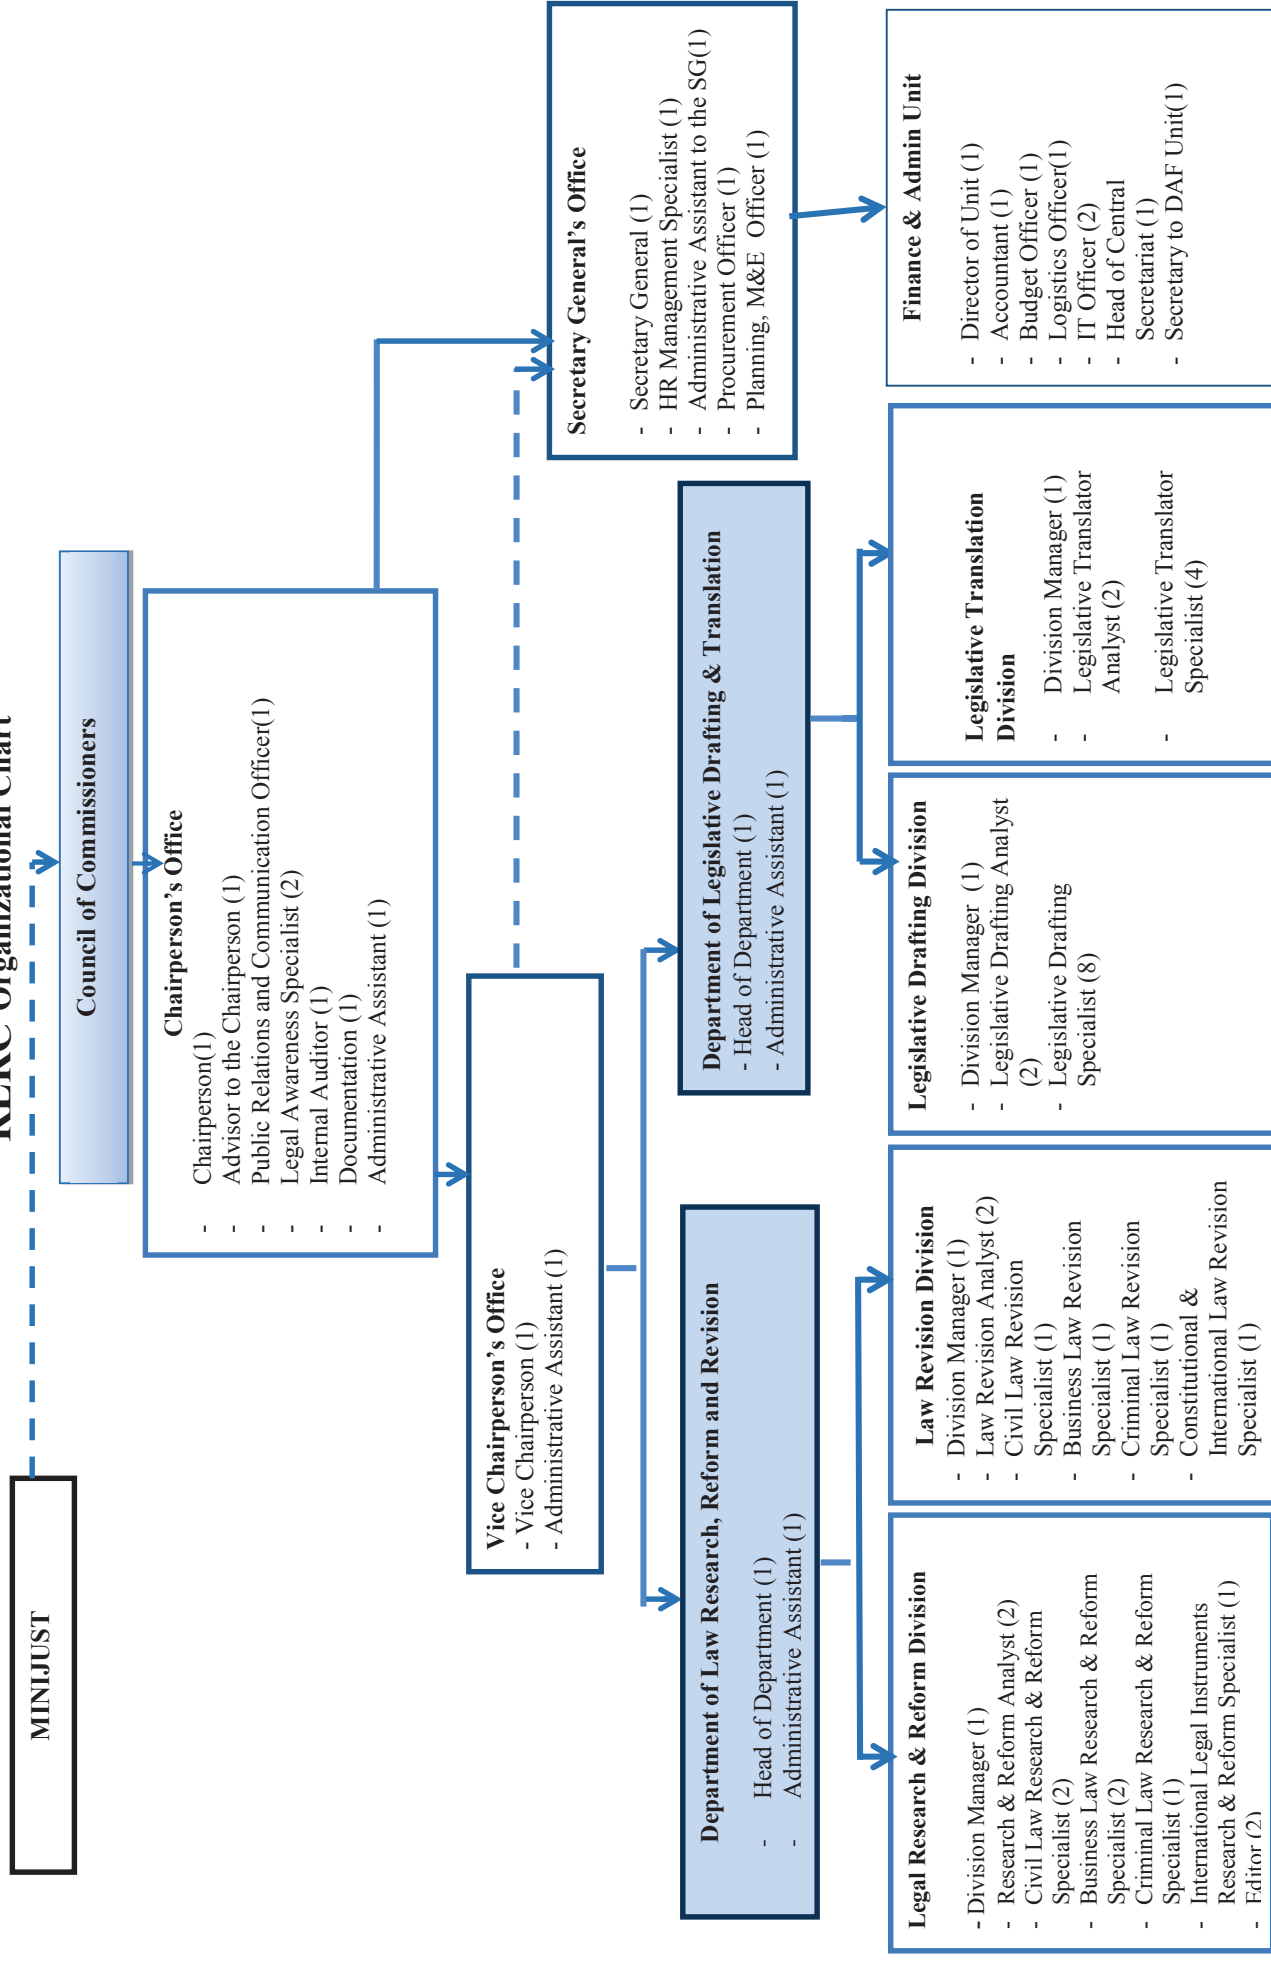 RLRC Organizational Chart
MINIJUST
Council of Commissioners
Chairperson's Office
- Chairperson(1)
- Advisor to the Chairperson (1)
- Public Relations and Communication Officer(1)
- Legal Awareness Specialist (2)
- Internal Auditor (1)
- Documentation (1)
- Administrative Assistant (1)
Vice Chairperson's Office
- Vice Chairperson (1)
- Administrative Assistant (1)
Secretary General's Office
- Secretary General (1)
- HR Management Specialist (1)
- Administrative Assistant to the SG(1)
- Procurement Officer (1)
- Planning, M&E Officer (1)
Department of Law Research, Reform and Revision
- Head of Department (1)
- Administrative Assistant (1)
Department of Legislative Drafting & Translation
- Head of Department (1)
- Administrative Assistant (1)
Legal Research & Reform Division
- Division Manager (1)
- Research & Reform Analyst (2)
- Civil Law Research & Reform
Specialist (2)
- Business Law Research & Reform
Specialist (2)
- Criminal Law Research & Reform
Specialist (1)
- International Legal Instruments
Research & Reform Specialist (1)
- Editor (2)
Law Revision Division
- Division Manager (1)
- Law Revision Analyst (2)
- Civil Law Revision
Specialist (1)
- Business Law Revision
Specialist (1)
- Criminal Law Revision
Specialist (1)
- Constitutional &
International Law Revision
Specialist (1)
Legislative Drafting Division
- Division Manager (1)
- Legislative Drafting Analyst
(2)
- Legislative Drafting
Specialist (8)
Legislative Translation
Division
- Division Manager (1)
- Legislative Translator
Analyst (2)
- Legislative Translator
Specialist (4)
Finance & Admin Unit
- Director of Unit (1)
- Accountant (1)
- Budget Officer (1)
- Logistics Officer(1)
- IT Officer (2)
- Head of Central
Secretariat (1)
- Secretary to DAF Unit(1)